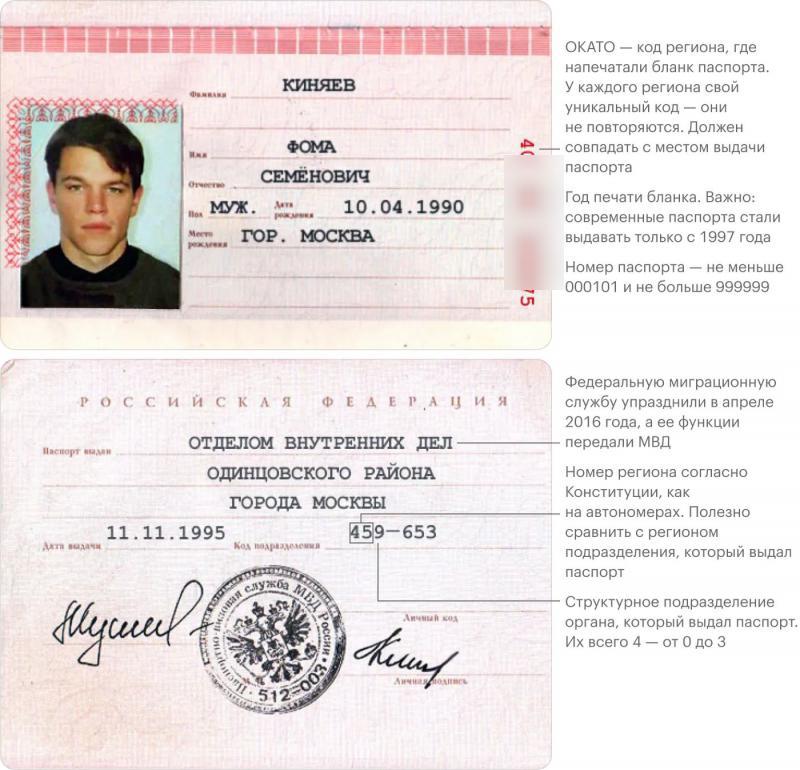 Фамилия КИНЯЕВ
Имя ФОМА
Отчество СЕМЁНОВИЧ
Пол МУЖ. Дата рождения 10.04.1990
Место рождения ГОР. МОСКВА
40
75
ОКАТО — код региона, где
напечатали бланк паспорта.
У каждого региона свой
уникальный код — они
не повторяются. Должен
совпадать с местом выдачи
паспорта
Год печати бланка. Важно:
современные паспорта стали
выдавать только с 1997 года
Номер паспорта — не меньше
000101 и не больше 999999
РОССИЙСКАЯ ФЕДЕРАЦИЯ
Паспорт выдан ОТДЕЛОМ ВНУТРЕННИХ ДЕЛ
ОДИНЦОВСКОГО РАЙОНА
ГОРОДА МОСКВЫ
Дата выдачи 11.11.1995 Код подразделения 459-653
Личный код
Личная подпись
Паспортно-визовая служба МВД России
512-003
Федеральную миграционную
службу упразднили в апреле
2016 года, а ее функции
передали МВД
Номер региона согласно
Конституции, как
на автономерах. Полезно
сравнить с регионом
подразделения, который выдал
паспорт
Структурное подразделение
органа, который выдал паспорт.
Их всего 4 — от 0 до 3